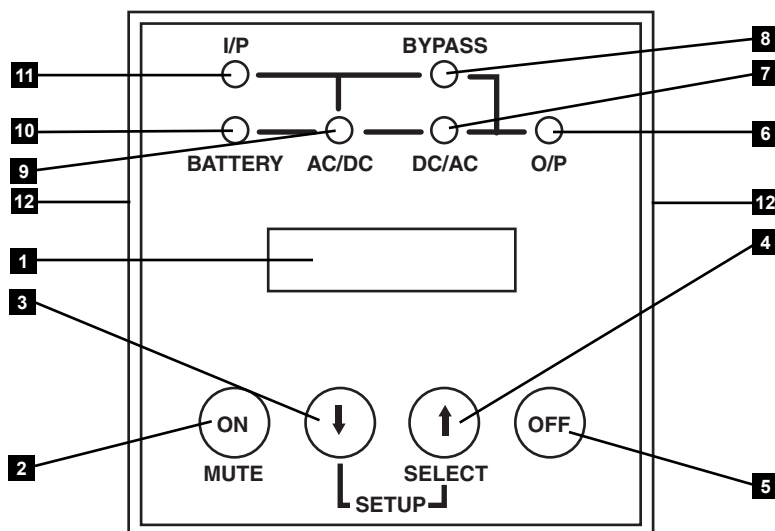 I/P BYPASS 8
11 7
10 6
BATTERY AC/DC DC/AC O/P
9
12 12
1 4
3
ON ↓ ↑ OFF
2 MUTE SELECT 5
SETUP